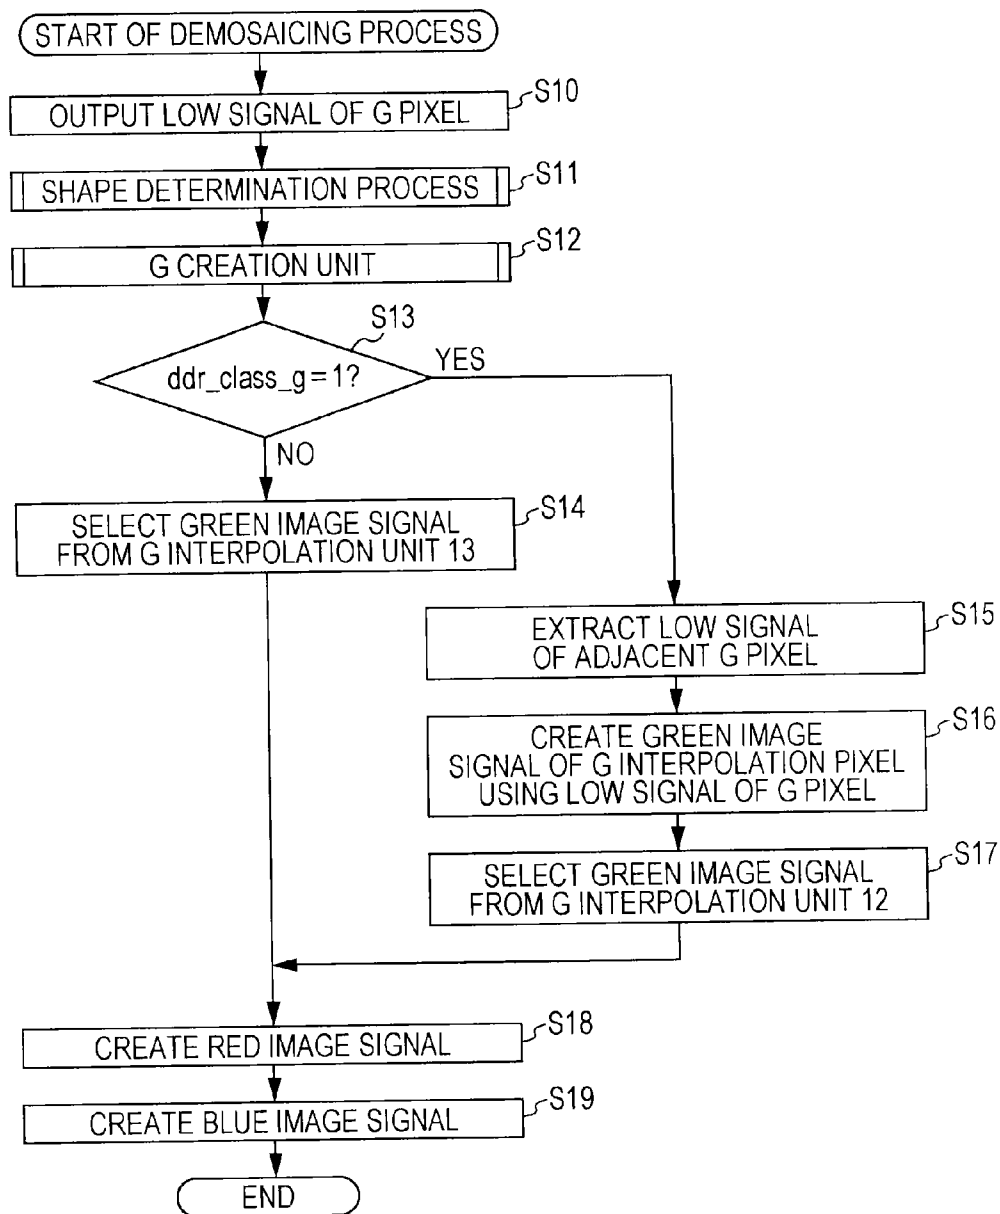 START OF DEMOSAICING PROCESS
S10
OUTPUT LOW SIGNAL OF G PIXEL
S11
SHAPE DETERMINATION PROCESS
S12
G CREATION UNIT
S13
ddr_class_g = 1?
YES
NO
S14
SELECT GREEN IMAGE SIGNAL
FROM G INTERPOLATION UNIT 13
S15
EXTRACT LOW SIGNAL
OF ADJACENT G PIXEL
S16
CREATE GREEN IMAGE
SIGNAL OF G INTERPOLATION PIXEL
USING LOW SIGNAL OF G PIXEL
S17
SELECT GREEN IMAGE SIGNAL
FROM G INTERPOLATION UNIT 12
S18
CREATE RED IMAGE SIGNAL
S19
CREATE BLUE IMAGE SIGNAL
END